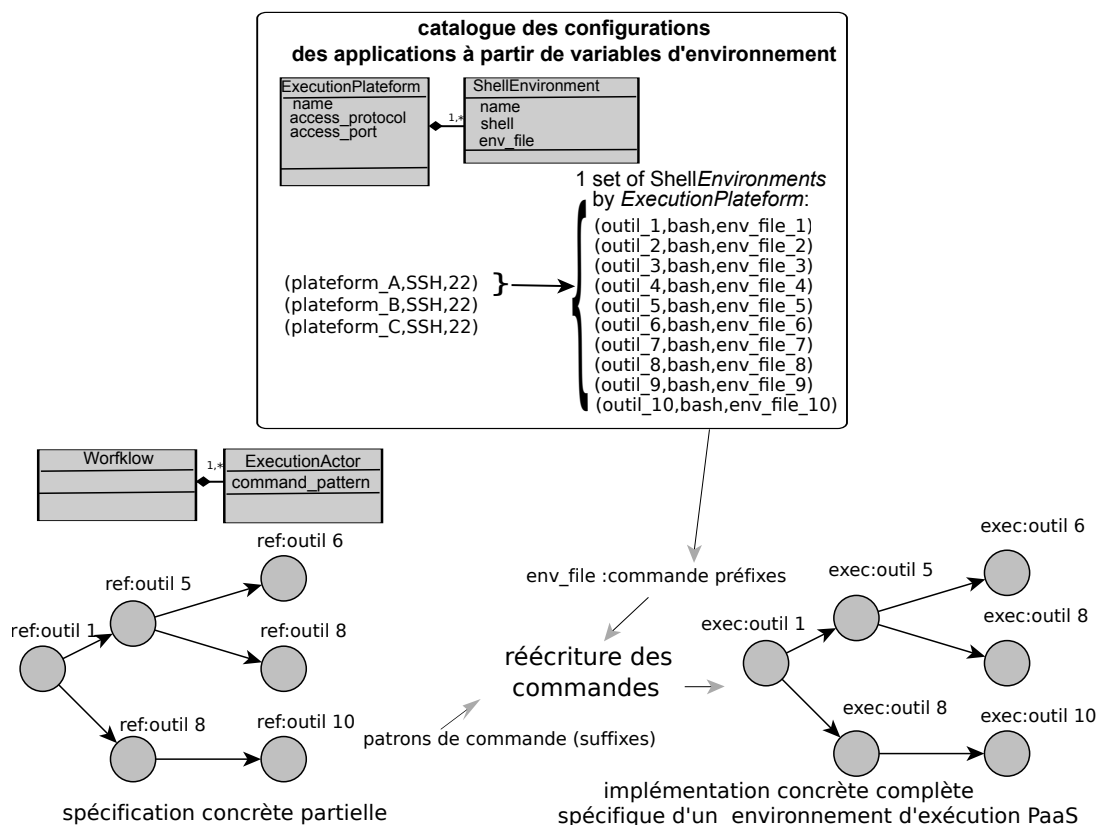 catalogue des configurations
des applications à partir de variables d'environnement
ExecutionPlateform
name
access_protocol
access_port
1,*
ShellEnvironment
name
shell
env_file
1 set of ShellEnvironments
by ExecutionPlateform:
(outil_1,bash,env_file_1)
(outil_2,bash,env_file_2)
(outil_3,bash,env_file_3)
(outil_4,bash,env_file_4)
(outil_5,bash,env_file_5)
(outil_6,bash,env_file_6)
(outil_7,bash,env_file_7)
(outil_8,bash,env_file_8)
(outil_9,bash,env_file_9)
(outil_10,bash,env_file_10)
(plateform_A,SSH,22) }
(plateform_B,SSH,22)
(plateform_C,SSH,22)
Worfklow
1,*
ExecutionActor
command_pattern
ref:outil 6
ref:outil 5
ref:outil 1
ref:outil 8
ref:outil 8
ref:outil 10
spécification concrète partielle
env_file :commande préfixes
réécriture des
commandes
patrons de commande (suffixes)
exec:outil 6
exec:outil 5
exec:outil 1
exec:outil 8
exec:outil 8
exec:outil 10
implémentation concrète complète
spécifique d'un environnement d'exécution PaaS